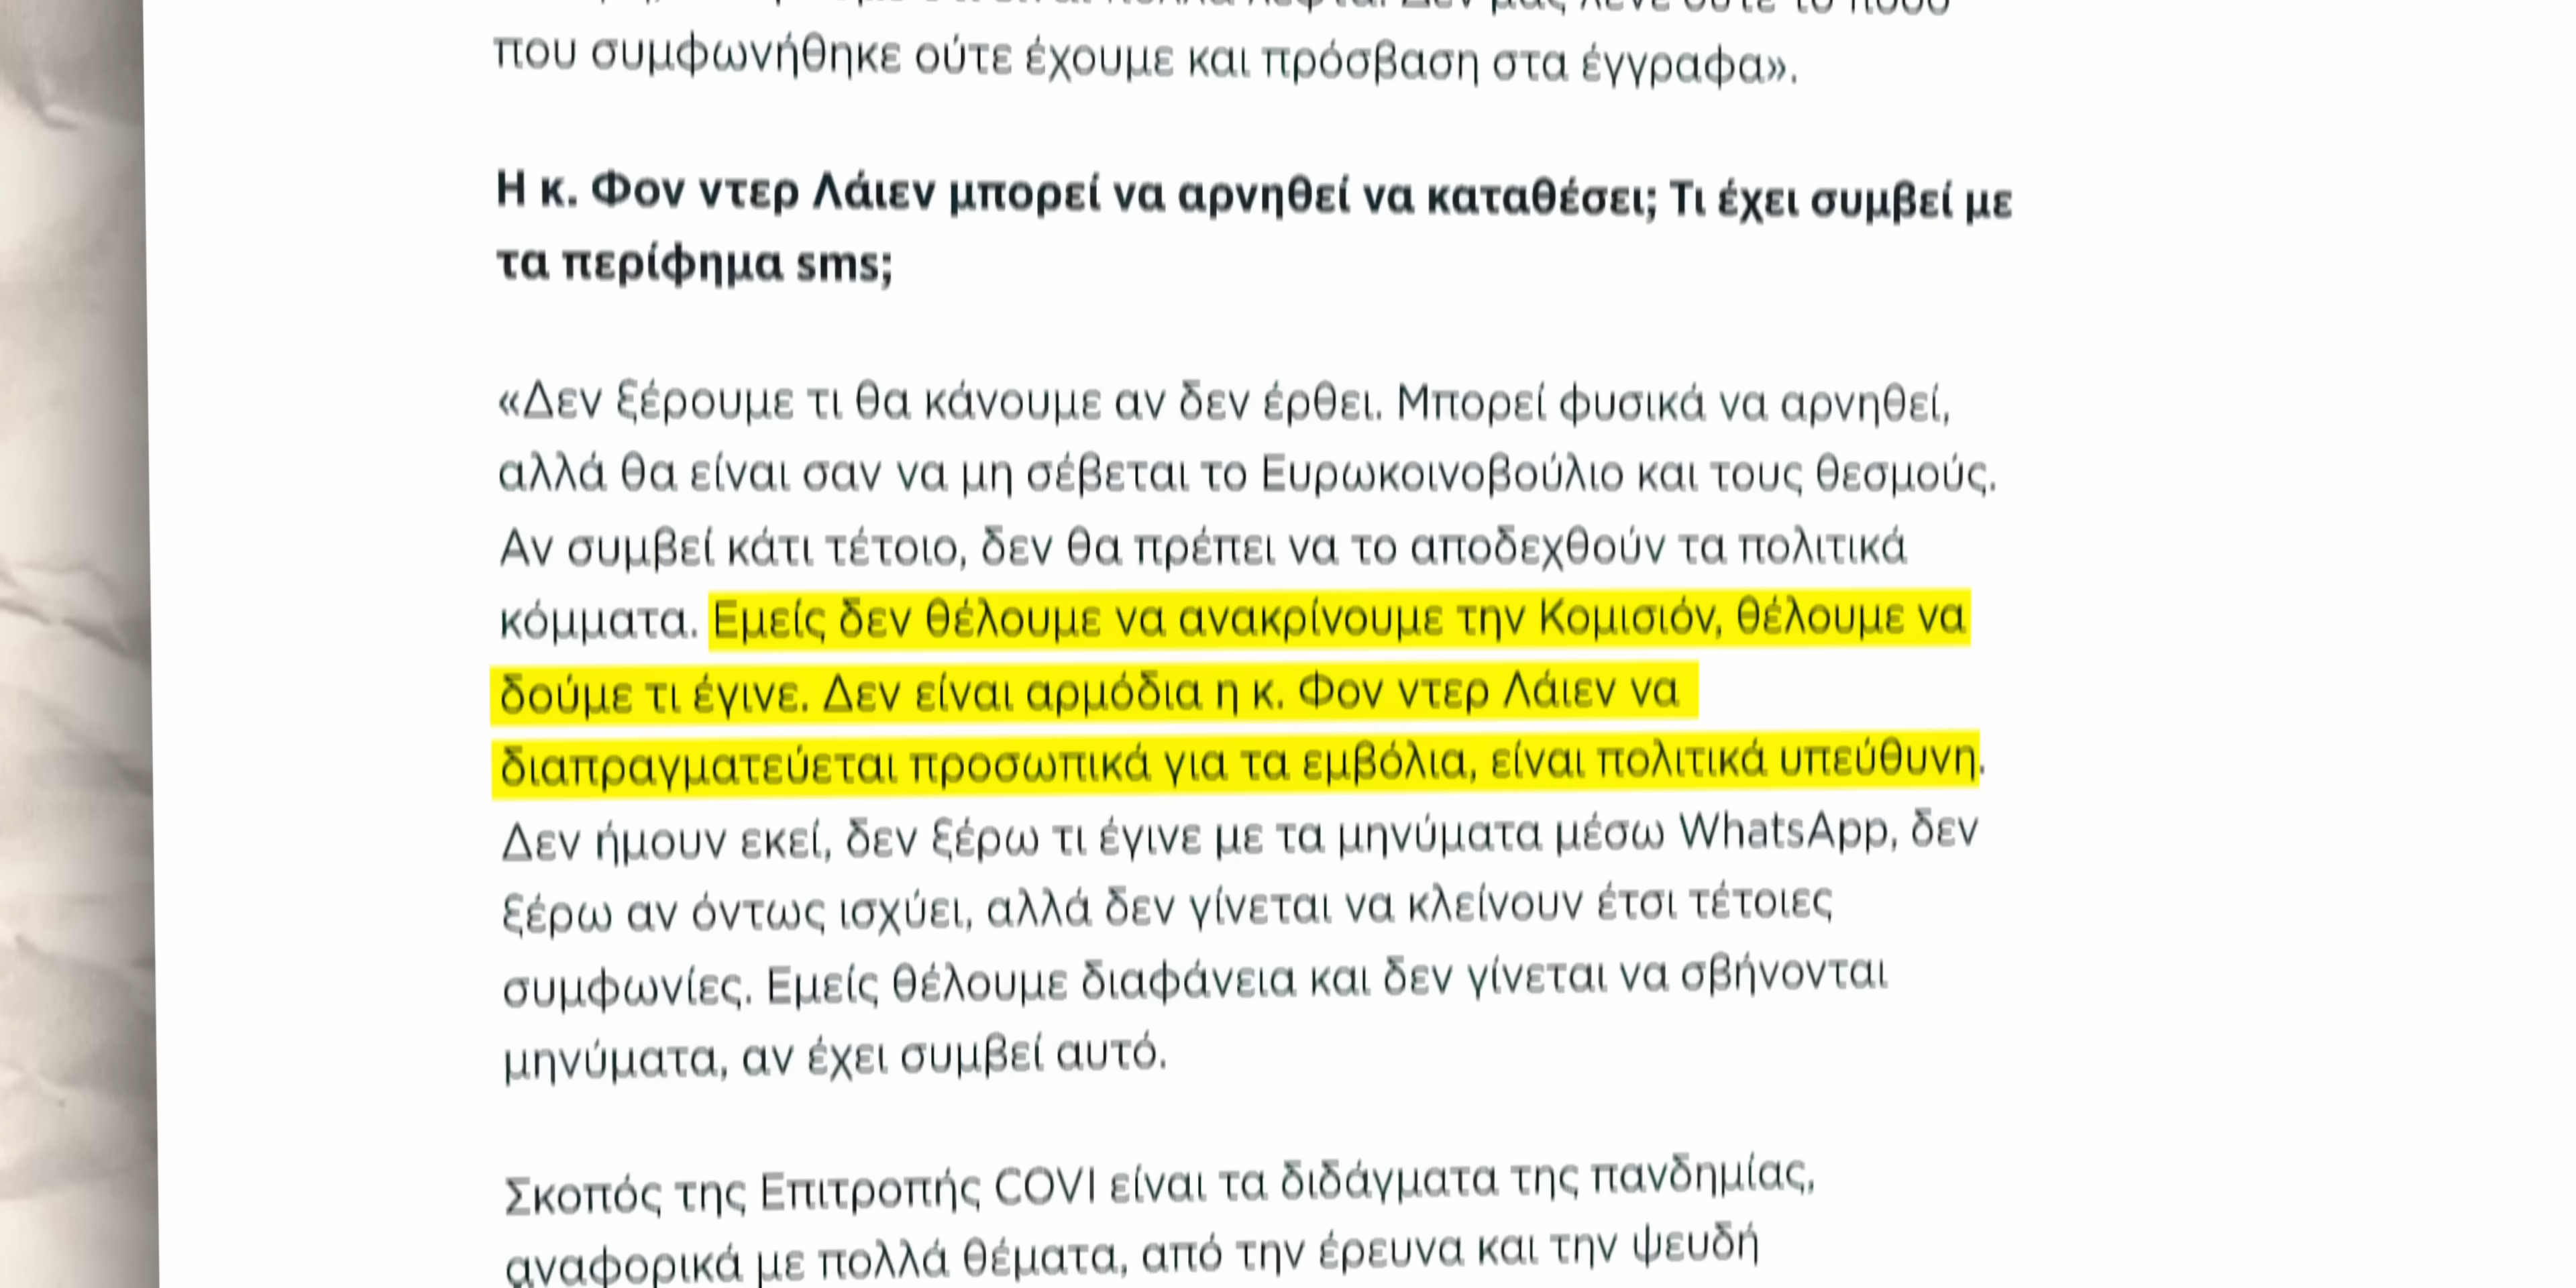 που συμφωνήθηκε ούτε έχουμε και πρόσβαση στα έγγραφα».
Η κ. Φον ντερ Λάιεν μπορεί να αρνηθεί να καταθέσει; Τι έχει συμβεί με
τα περίφημα sms;
«Δεν ξέρουμε τι θα κάνουμε αν δεν έρθει. Μπορεί φυσικά να αρνηθεί,
αλλά θα είναι σαν να μη σέβεται το Ευρωκοινοβούλιο και τους θεσμούς.
Αν συμβεί κάτι τέτοιο, δεν θα πρέπει να το αποδεχθούν τα πολιτικά
κόμματα. Εμείς δεν θέλουμε να ανακρίνουμε την Κομισιόν, θέλουμε να
δούμε τι έγινε. Δεν είναι αρμόδια η κ. Φον ντερ Λάιεν να
διαπραγματεύεται προσωπικά για τα εμβόλια, είναι πολιτικά υπεύθυνη.
Δεν ήμουν εκεί, δεν ξέρω τι έγινε με τα μηνύματα μέσω WhatsApp, δεν
ξέρω αν όντως ισχύει, αλλά δεν γίνεται να κλείνουν έτσι τέτοιες
συμφωνίες. Εμείς θέλουμε διαφάνεια και δεν γίνεται να σβήνονται
μηνύματα, αν έχει συμβεί αυτό.
Σκοπός της Επιτροπής COVI είναι τα διδάγματα της πανδημίας,
αναφορικά με πολλά θέματα, από την έρευνα και την ψευδή